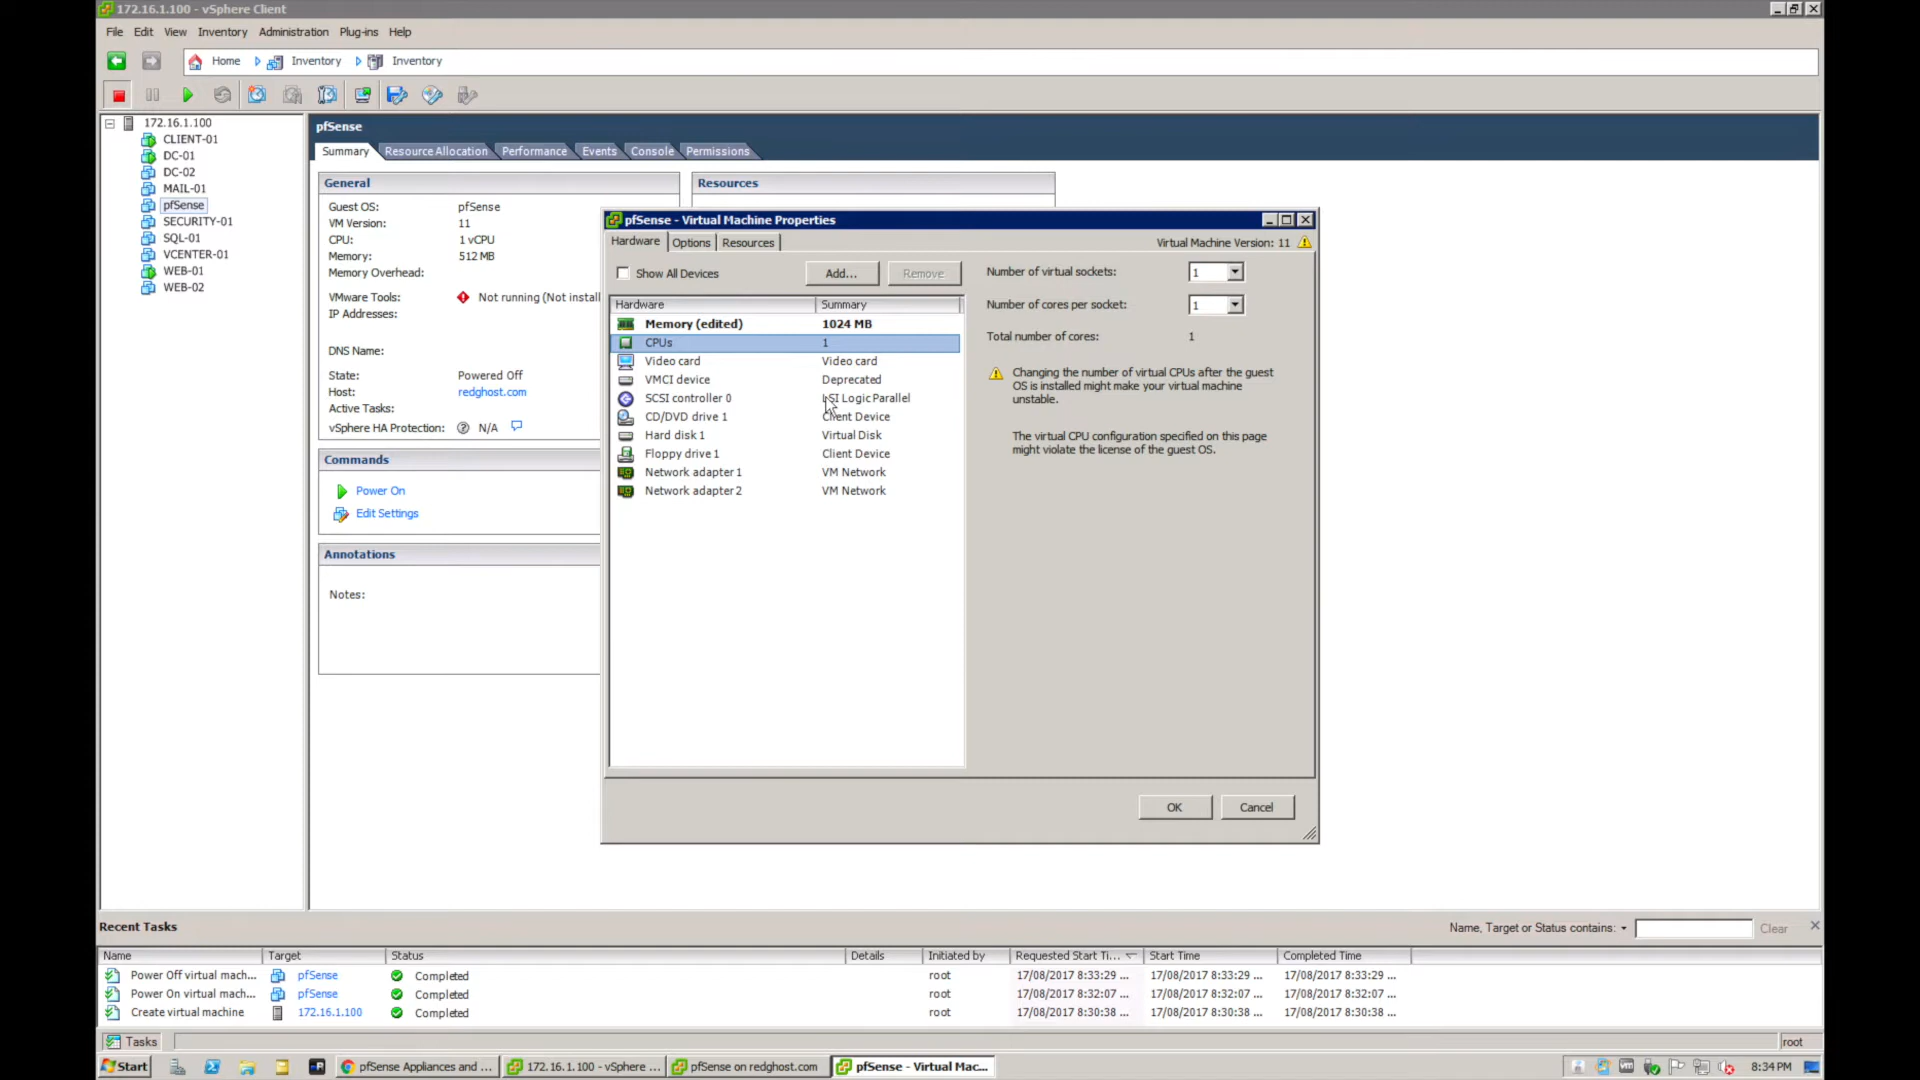 172.16.1.100 - vSphere Client
File Edit View Inventory Administration Plug-ins Help
Home Inventory Inventory
172.16.1.100
CLIENT-01
DC-01
DC-02
MAIL-01
pfSense
SECURITY-01
SQL-01
VCENTER-01
WEB-01
WEB-02
pfSense
Summary Resource Allocation Performance Events Console Permissions
General
Guest OS: pfSense
VM Version: 11
CPU: 1 vCPU
Memory: 512 MB
Memory Overhead:
VMware Tools: Not running (Not install
IP Addresses:
DNS Name:
State: Powered Off
Host: redghost.com
Active Tasks:
vSphere HA Protection: N/A
Commands
Power On
Edit Settings
Annotations
Notes:
Resources
pfSense - Virtual Machine Properties
Hardware Options Resources
Virtual Machine Version: 11
Show All Devices Add... Remove
Hardware Summary
Memory (edited) 1024 MB
CPUs 1
Video card Video card
VMCI device Deprecated
SCSI controller 0 LSI Logic Parallel
CD/DVD drive 1 Client Device
Hard disk 1 Virtual Disk
Floppy drive 1 Client Device
Network adapter 1 VM Network
Network adapter 2 VM Network
Number of virtual sockets: 1
Number of cores per socket: 1
Total number of cores: 1
Changing the number of virtual CPUs after the guest
OS is installed might make your virtual machine
unstable.
The virtual CPU configuration specified on this page
might violate the license of the guest OS.
OK Cancel
Recent Tasks
Name, Target or Status contains: Clear
Name Target Status Details Initiated by Requested Start Ti... Start Time Completed Time
Power Off virtual mach... pfSense Completed root 17/08/2017 8:33:29 ... 17/08/2017 8:33:29 ... 17/08/2017 8:33:29 ...
Power On virtual mach... pfSense Completed root 17/08/2017 8:32:07 ... 17/08/2017 8:32:07 ... 17/08/2017 8:32:07 ...
Create virtual machine 172.16.1.100 Completed root 17/08/2017 8:30:38 ... 17/08/2017 8:30:38 ... 17/08/2017 8:30:38 ...
Tasks root
Start pfSense Appliances and ... 172.16.1.100 - vSphere ... pfSense on redghost.com pfSense - Virtual Mac... 8:34 PM